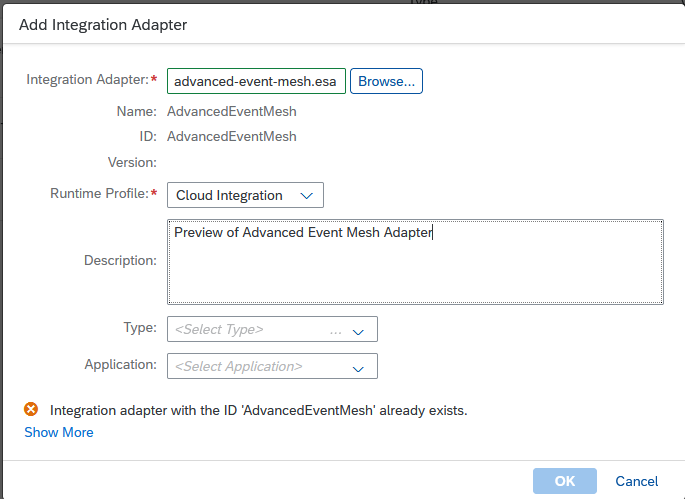 Add Integration Adapter
Integration Adapter:* advanced-event-mesh.esa Browse...
Name: AdvancedEventMesh
ID: AdvancedEventMesh
Version:
Runtime Profile:* Cloud Integration
Preview of Advanced Event Mesh Adapter
Description:
Type: <Select Type> ...
Application: <Select Application>
Integration adapter with the ID 'AdvancedEventMesh' already exists.
Show More
OK Cancel